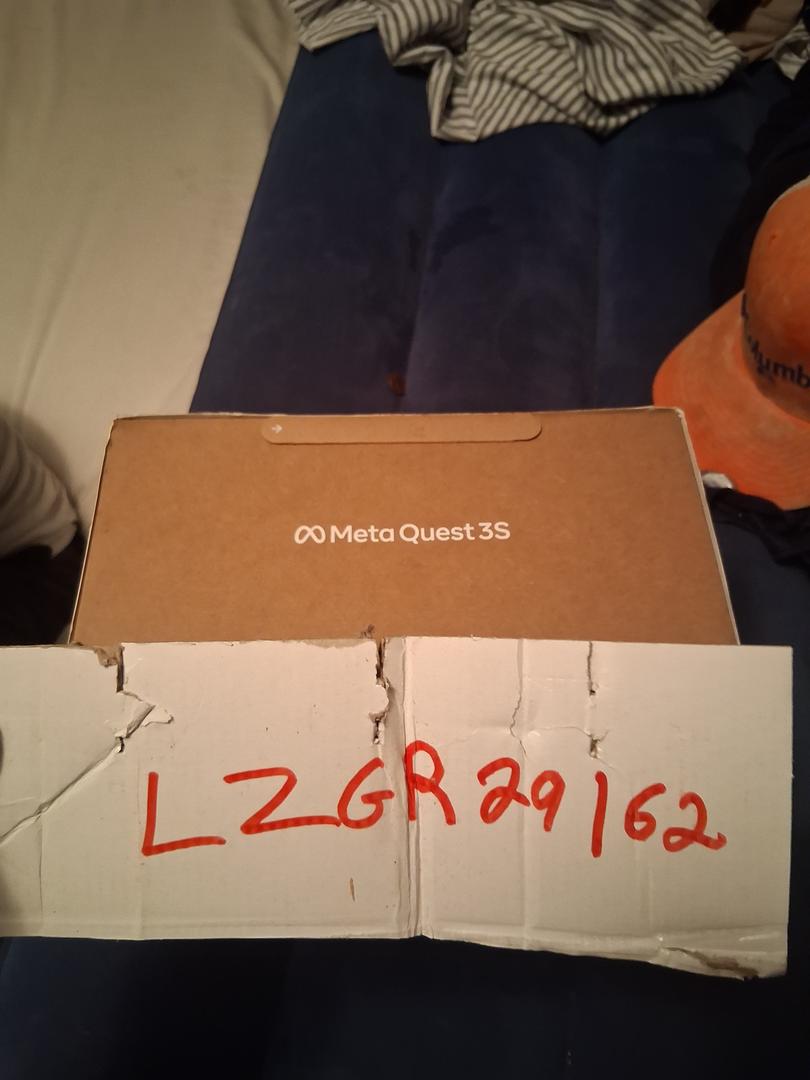 Meta Quest 3S
LZGR29162